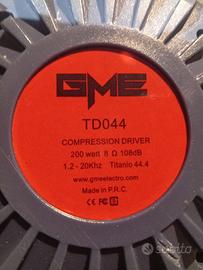 GME
TD044
COMPRESSION DRIVER
200 watt 8 Ω 108dB
1.2 - 20Khz Titanio 44.4
www.gmeelectro.com
Made in P.R.C.
CE
subito